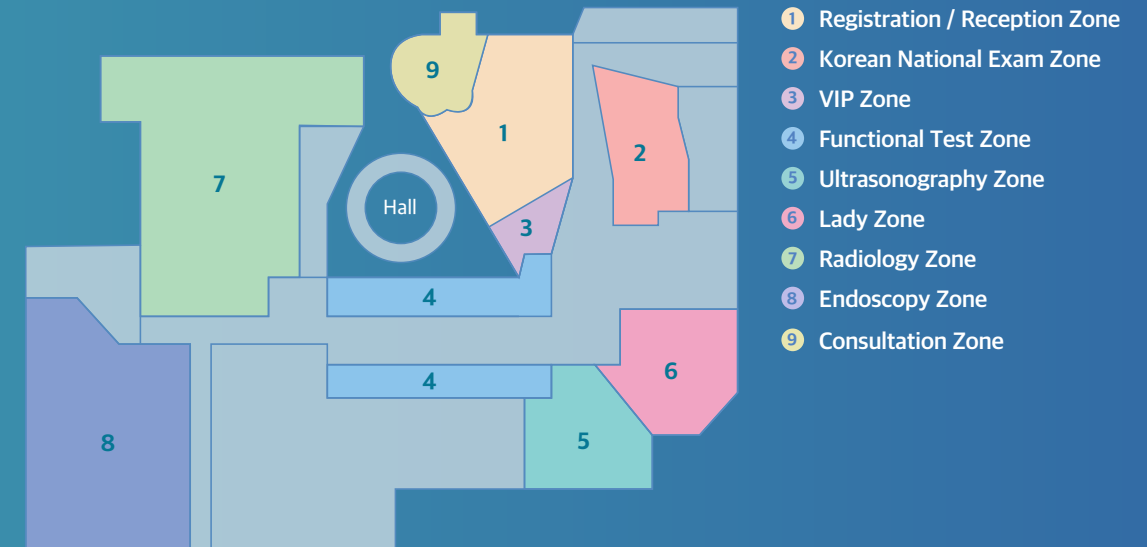 9
1
2
7
Hall
3
4
4
6
5
8
1 Registration / Reception Zone
2 Korean National Exam Zone
3 VIP Zone
4 Functional Test Zone
5 Ultrasonography Zone
6 Lady Zone
7 Radiology Zone
8 Endoscopy Zone
9 Consultation Zone